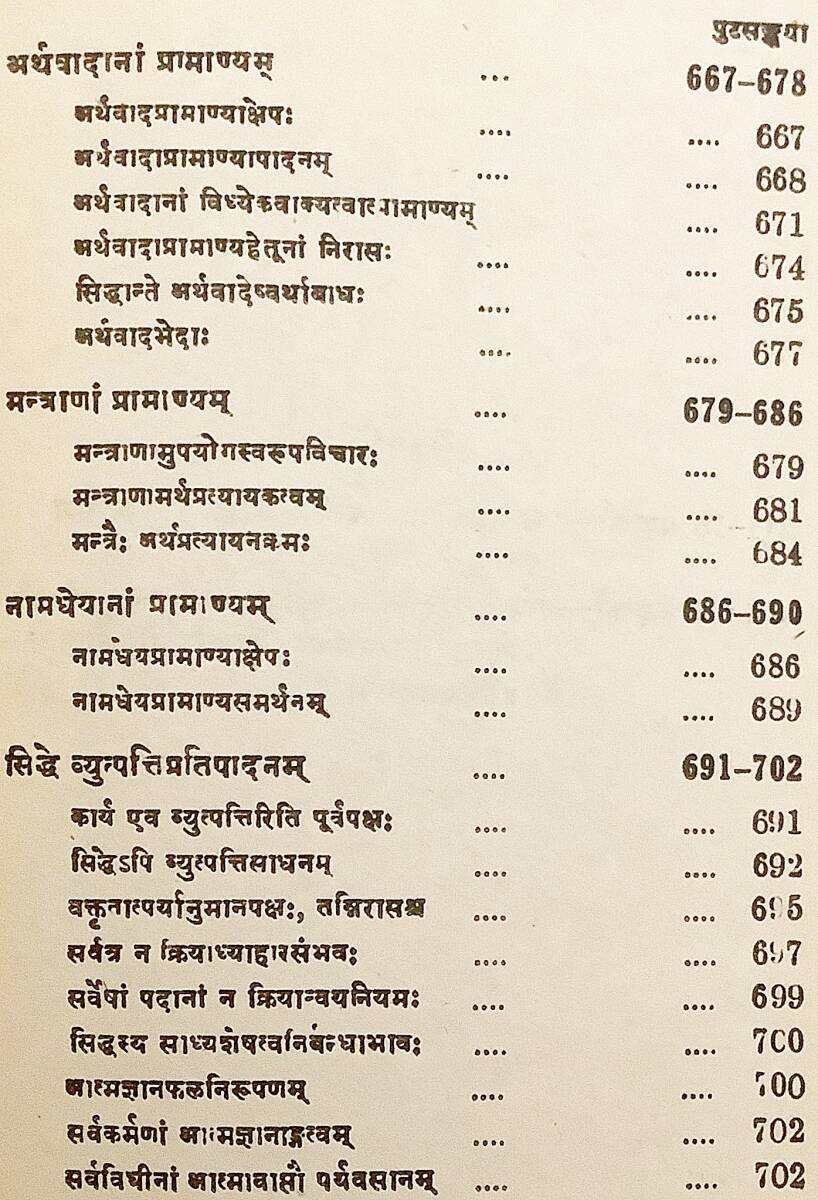 पुटसङ्ख्या
अर्थवादानां प्रामाण्यम् ... 667–678
अर्थवादप्रामाण्याक्षेपः .... .... 667
अर्थवादाप्रामाण्यापादनम् .... .... 668
अर्थवादानां विध्येकवाक्यत्वात्प्रामाण्यम् .... 671
अर्थवादाप्रामाण्यहेतूनां निरासः .... .... 674
सिद्धान्ते अर्थवादेष्वर्थाबाधः .... .... 675
अर्थवादभेदाः .... .... 677
मन्त्राणां प्रामाण्यम् .... 679–686
मन्त्राणामुपयोगस्वरूपविचारः .... .... 679
मन्त्राणामर्थप्रत्यायकत्वम् .... .... 681
मन्त्रैः अर्थप्रत्यायनक्रमः .... .... 684
नामधेयानां प्रामाण्यम् .... 686–690
नामधेयप्रामाण्याक्षेपः .... .... 686
नामधेयप्रामाण्यसमर्थनम् .... .... 689
सिद्धे व्युत्पत्तिप्रतिपादनम् .... 691–702
कार्य एव व्युत्पत्तिरिति पूर्वपक्षः .... .... 691
सिद्धेऽपि व्युत्पत्तिसाधनम् .... .... 692
वक्तृतात्पर्यानुमानपक्षः, तन्निरासश्च .... .... 695
सर्वत्र न क्रियाध्याहारसंभवः .... .... 697
सर्वेषां पदानां न क्रियान्वयनियमः .... .... 699
सिद्धस्य साध्यशेषत्वनिर्बन्धाभावः .... .... 700
आत्मज्ञानफलनिरूपणम् .... .... 700
सर्वकर्मणां आत्मज्ञानाङ्गत्वम् .... .... 702
सर्वविधीनां आत्मावाप्तौ पर्यवसानम् .... .... 702